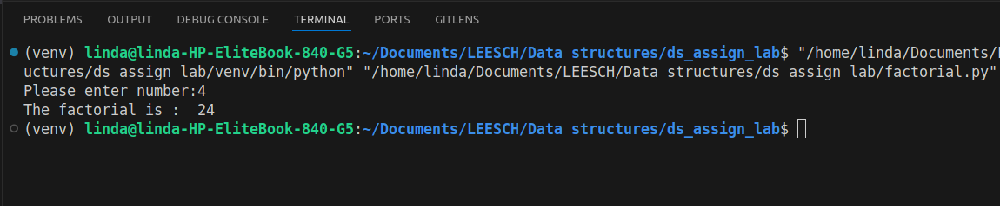 PROBLEMS OUTPUT DEBUG CONSOLE TERMINAL PORTS GITLENS
(venv) linda@linda-HP-EliteBook-840-G5:~/Documents/LEESCH/Data structures/ds_assign_lab$ "/home/linda/Documents/
uctures/ds_assign_lab/venv/bin/python" "/home/linda/Documents/LEESCH/Data structures/ds_assign_lab/factorial.py"
Please enter number:4
The factorial is :  24
(venv) linda@linda-HP-EliteBook-840-G5:~/Documents/LEESCH/Data structures/ds_assign_lab$